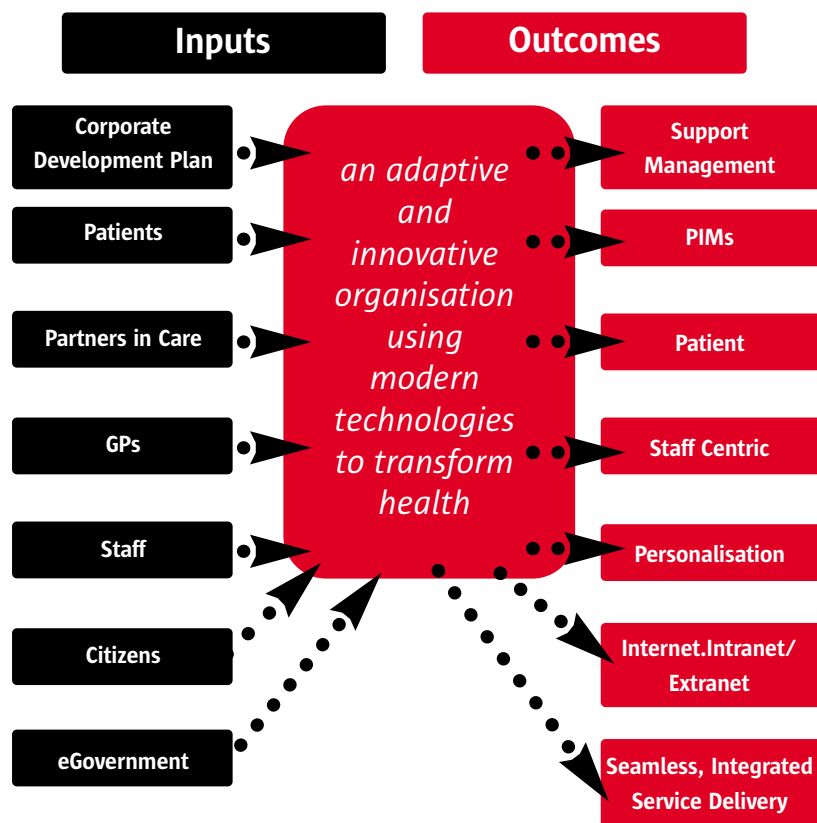 Inputs
Outcomes
Corporate
Development Plan
Patients
Partners in Care
GPs
Staff
Citizens
eGovernment
an adaptive
and
innovative
organisation
using
modern
technologies
to transform
health
Support
Management
PIMs
Patient
Staff Centric
Personalisation
Internet.Intranet/
Extranet
Seamless, Integrated
Service Delivery